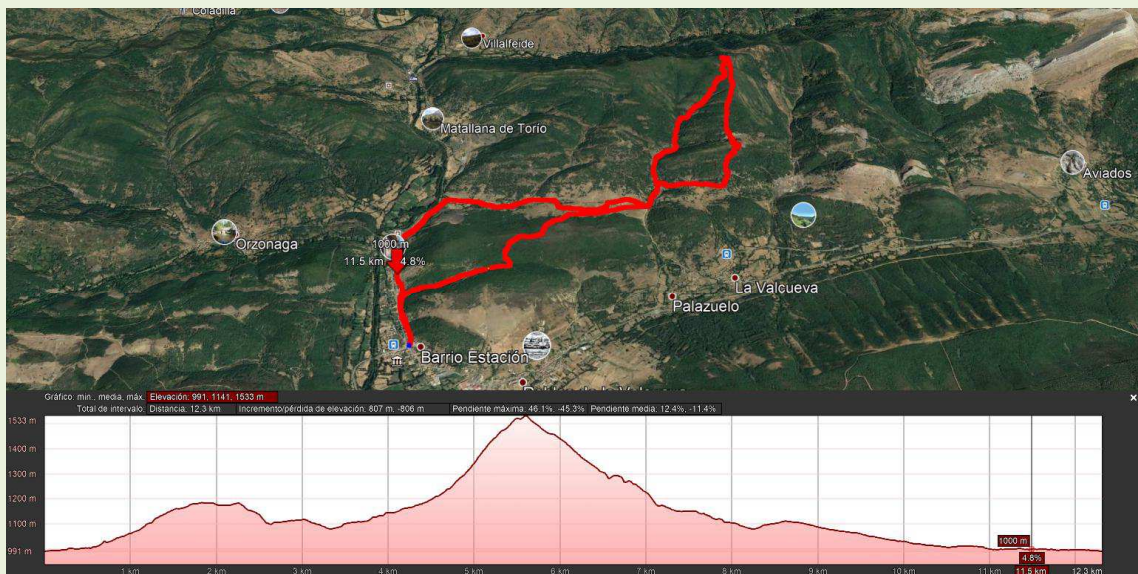 Coladilla
Villalfeide
Matallana de Torío
Aviados
Orzonaga
1000 m
11.5 km 4.8%
La Valcueva
Palazuelo
Barrio Estación
Gráfico: mín., media, máx. Elevación: 991, 1141, 1533 m
Total de intervalo: Distancia: 12.3 km Incremento/pérdida de elevación: 807 m, -806 m Pendiente máxima: 46.1%, -45.3% Pendiente media: 12.4%, -11.4%
1533 m
1400 m
1300 m
1200 m
1100 m
991 m
1000 m
4.8%
1 km 2 km 3 km 4 km 5 km 6 km 7 km 8 km 9 km 10 km 11 km 11.5 km 12.3 km